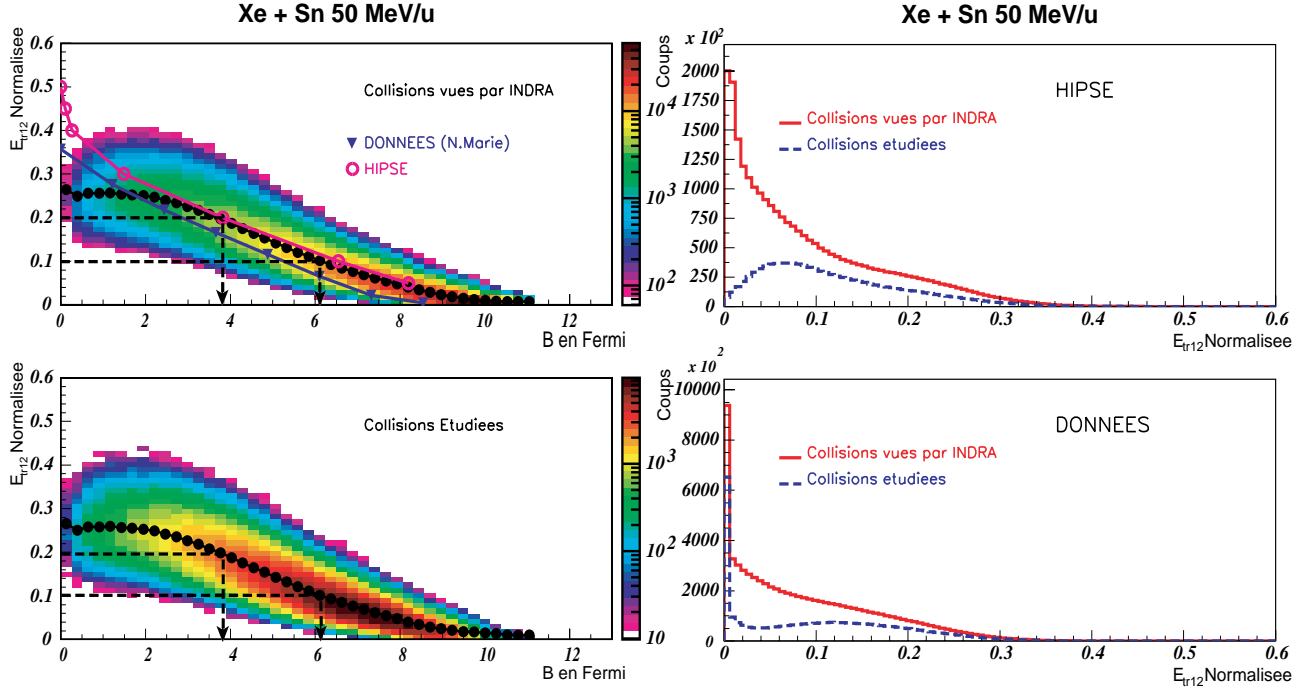 Xe + Sn 50 MeV/u
E_tr12 Normalisee
0.6
0.5
0.4
0.3
0.2
0.1
0
Collisions vues par INDRA
DONNEES (N.Marie)
HIPSE
0 2 4 6 8 10 12
B en Fermi
Coups
10^4
10^3
10^2
Xe + Sn 50 MeV/u
x 10^2
2000
1750
1500
1250
1000
750
500
250
0
HIPSE
Collisions vues par INDRA
Collisions etudiees
0 0.1 0.2 0.3 0.4 0.5 0.6
E_tr12 Normalisee
E_tr12 Normalisee
0.6
0.5
0.4
0.3
0.2
0.1
0
Collisions Etudiees
0 2 4 6 8 10 12
B en Fermi
Coups
10^3
10^2
10
x 10^2
10000
8000
6000
4000
2000
0
DONNEES
Collisions vues par INDRA
Collisions etudiees
0 0.1 0.2 0.3 0.4 0.5 0.6
E_tr12 Normalisee